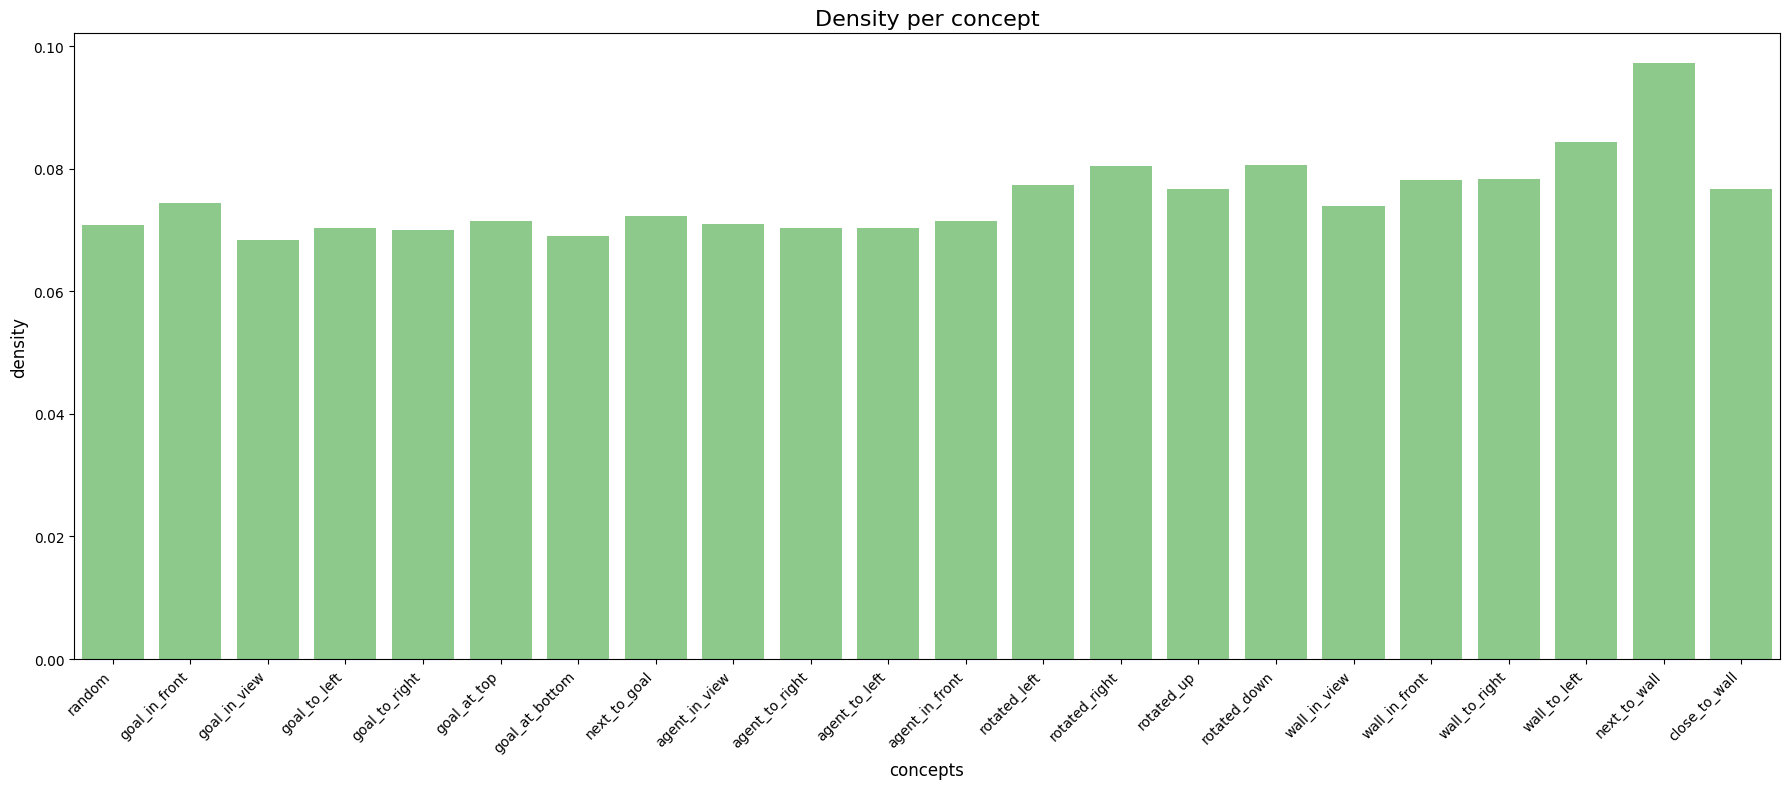 Density per concept
density
0.10
0.08
0.06
0.04
0.02
0.00
random
goal_in_front
goal_in_view
goal_to_left
goal_to_right
goal_at_top
goal_at_bottom
next_to_goal
agent_in_view
agent_to_right
agent_to_left
agent_in_front
rotated_left
rotated_right
rotated_up
rotated_down
wall_in_view
wall_in_front
wall_to_right
wall_to_left
next_to_wall
close_to_wall
concepts